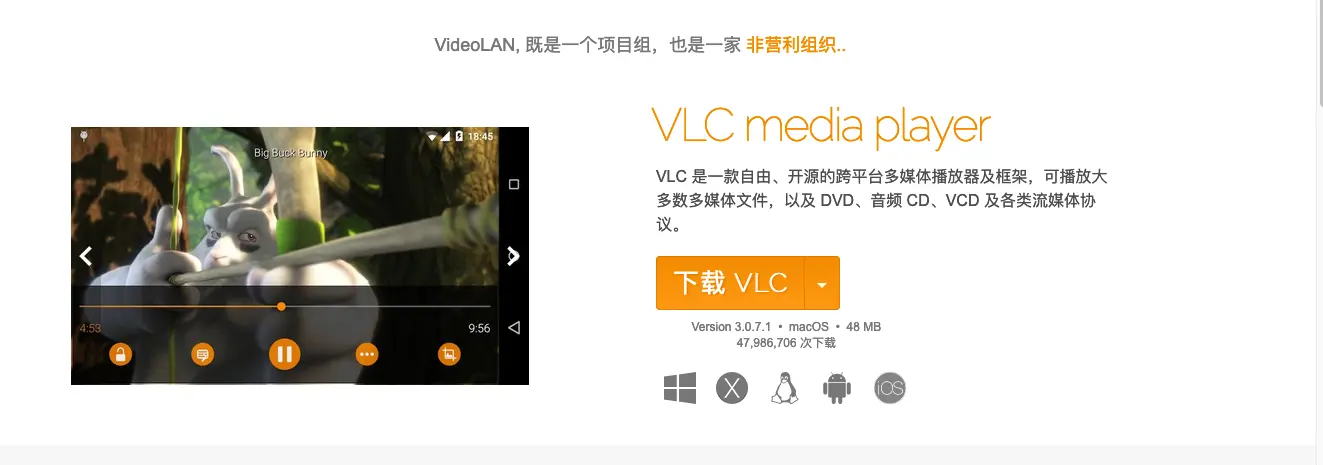 VideoLAN, 既是一个项目组，也是一家 非营利组织..
18:45
Big Buck Bunny
4:53
9:56
VLC media player
VLC 是一款自由、开源的跨平台多媒体播放器及框架，可播放大
多数多媒体文件，以及 DVD、音频 CD、VCD 及各类流媒体协
议。
下载 VLC
Version 3.0.7.1 • macOS • 48 MB
47,986,706 次下载
X
iOS